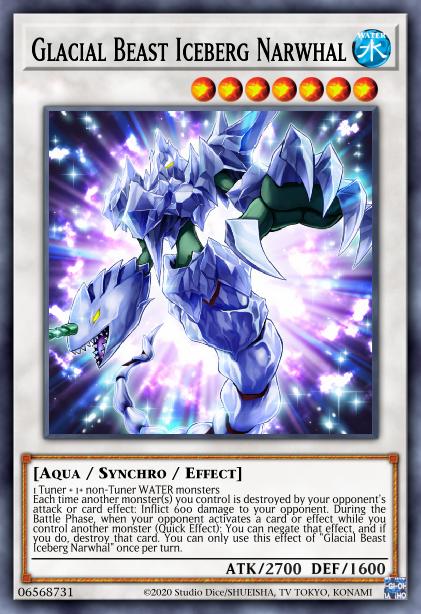 GLACIAL BEAST ICEBERG NARWHAL
WATER
水
[AQUA / SYNCHRO / EFFECT]
1 Tuner + 1+ non-Tuner WATER monsters
Each time another monster(s) you control is destroyed by your opponent's
attack or card effect: Inflict 600 damage to your opponent. During the
Battle Phase, when your opponent activates a card or effect while you
control another monster (Quick Effect): You can negate that effect, and if
you do, destroy that card. You can only use this effect of "Glacial Beast
Iceberg Narwhal" once per turn.
ATK/2700 DEF/1600
06568731
©2020 Studio Dice/SHUEISHA, TV TOKYO, KONAMI